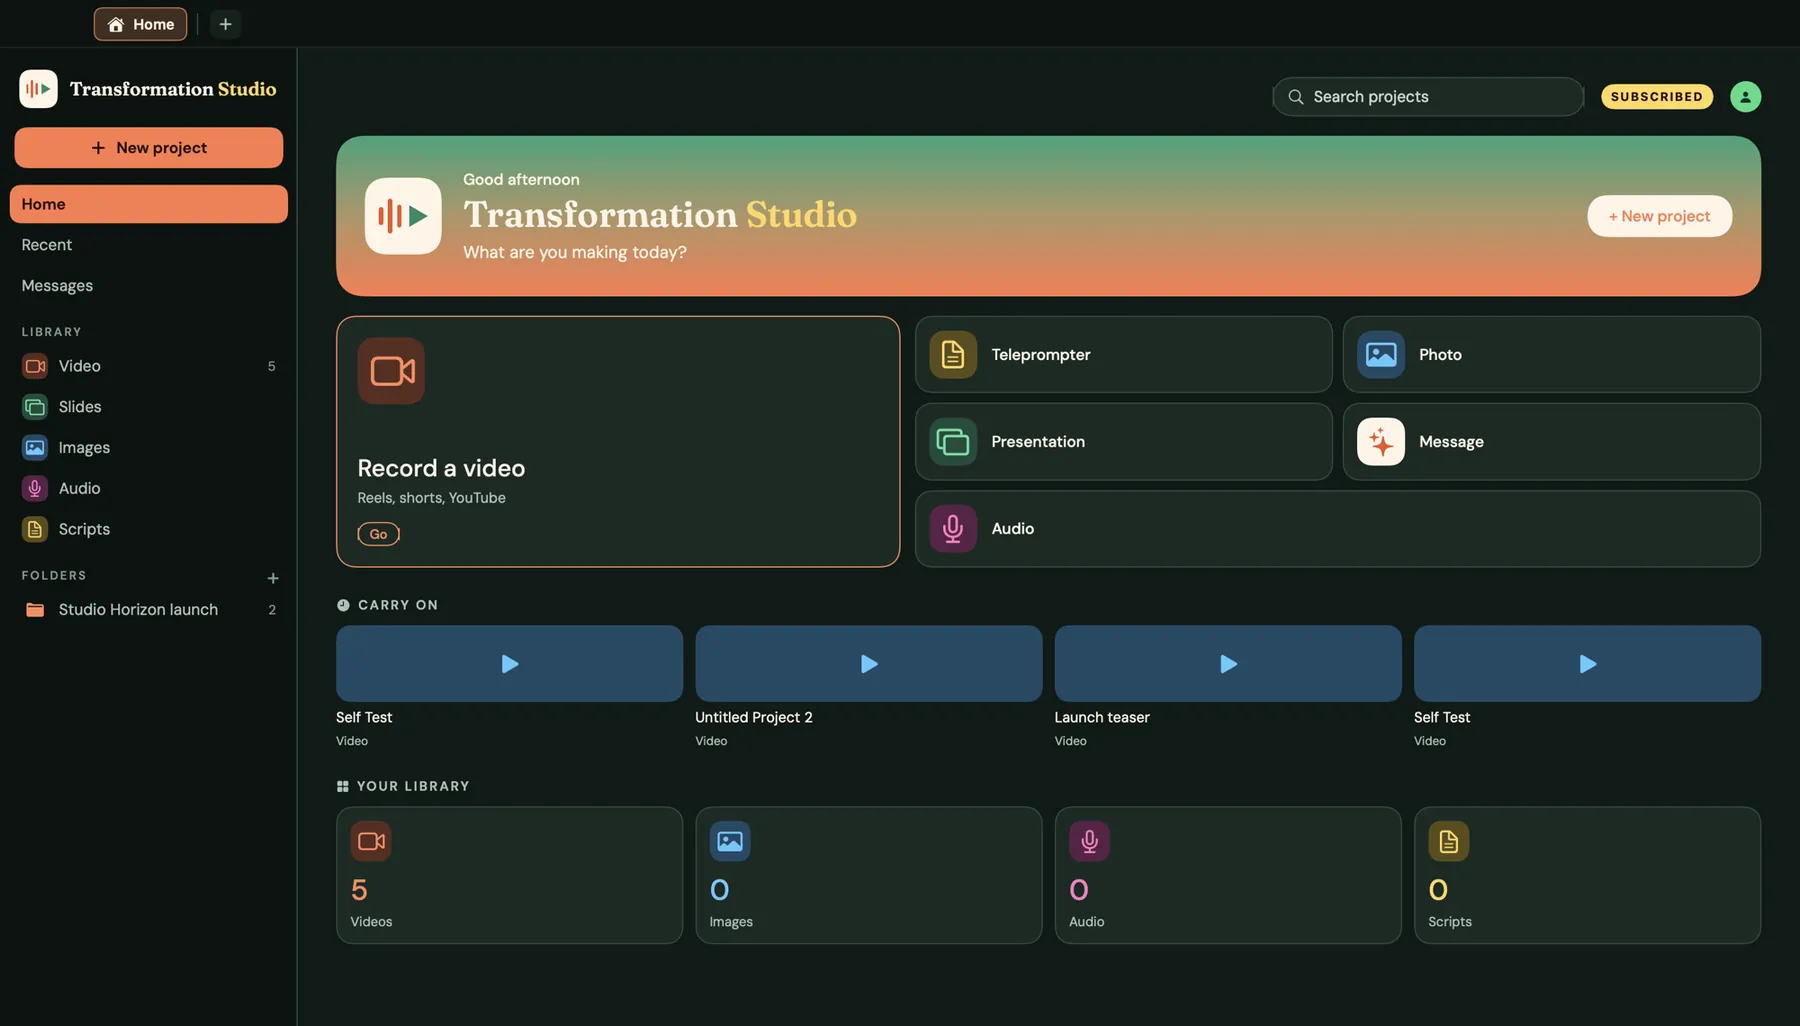 Home
Transformation Studio
New project
Home
Recent
Messages
LIBRARY
Video 5
Slides
Images
Audio
Scripts
FOLDERS
Studio Horizon launch 2
Search projects
SUBSCRIBED
Good afternoon
Transformation Studio
What are you making today?
+ New project
Record a video
Reels, shorts, YouTube
Go
Teleprompter
Photo
Presentation
Message
Audio
CARRY ON
Self Test
Video
Untitled Project 2
Video
Launch teaser
Video
Self Test
Video
YOUR LIBRARY
5
Videos
0
Images
0
Audio
0
Scripts